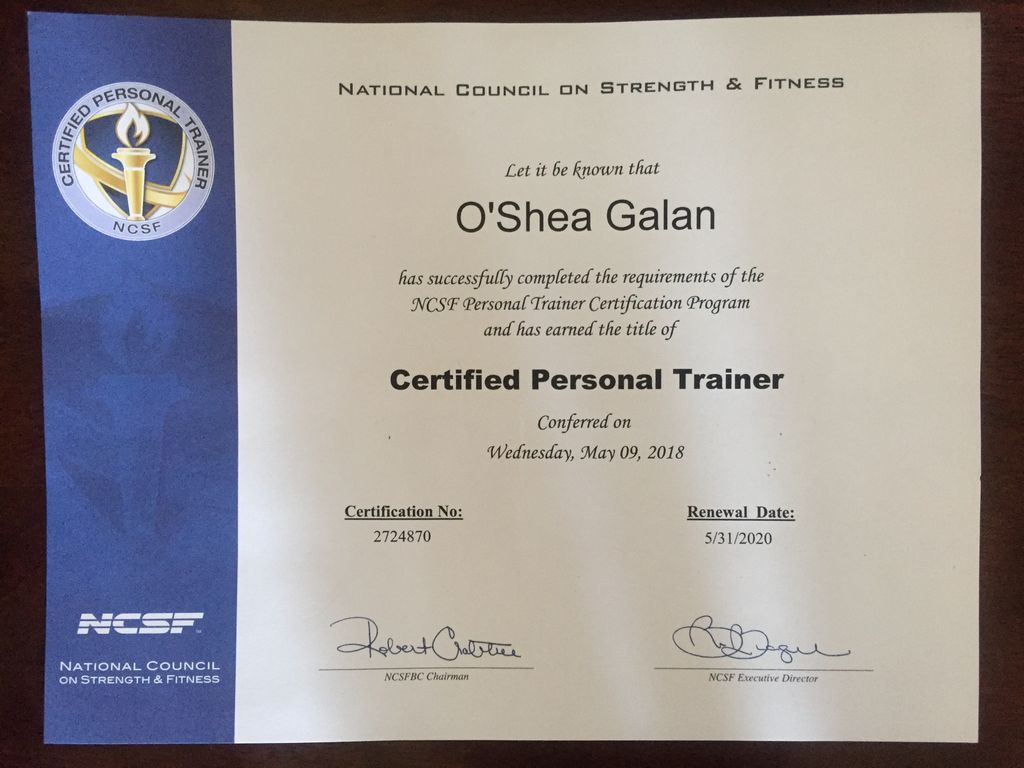 NATIONAL COUNCIL ON STRENGTH & FITNESS
CERTIFIED PERSONAL TRAINER
NCSF
Let it be known that
O'Shea Galan
has successfully completed the requirements of the
NCSF Personal Trainer Certification Program
and has earned the title of
Certified Personal Trainer
Conferred on
Wednesday, May 09, 2018
Certification No:
2724870
Renewal Date:
5/31/2020
Robert Crabtree
NCSFBC Chairman
NCSF Executive Director
NCSF
NATIONAL COUNCIL
ON STRENGTH & FITNESS